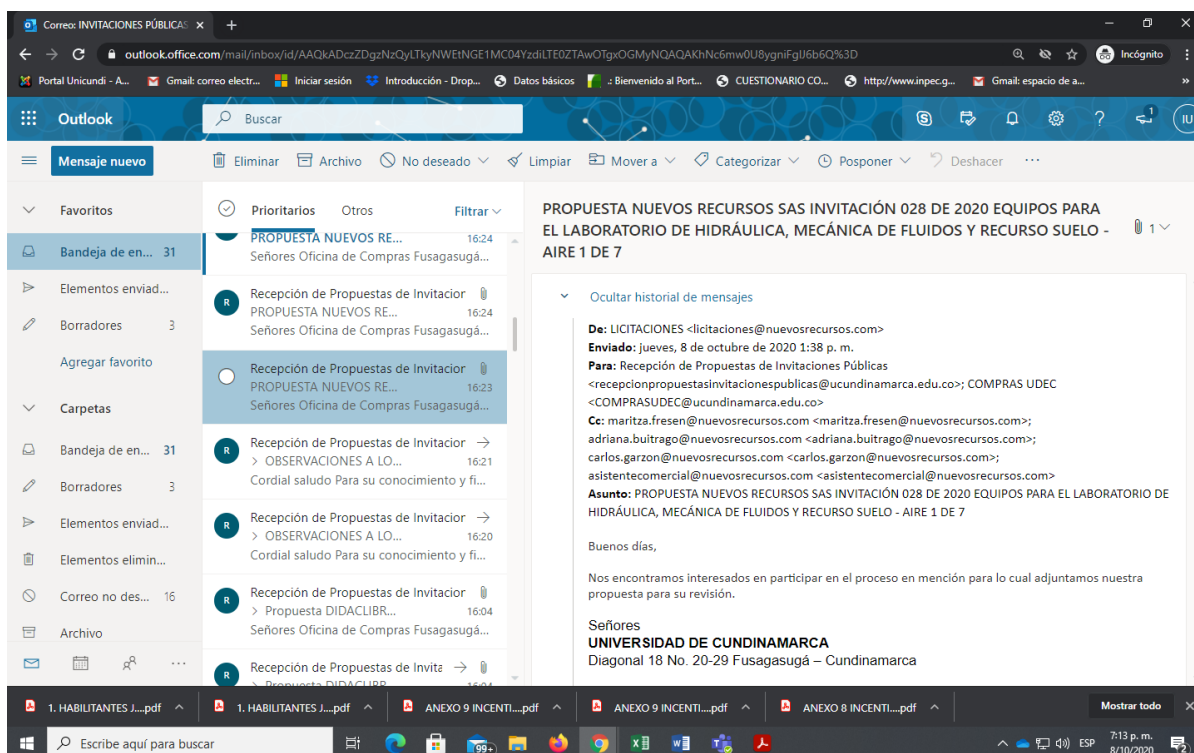 Correo: INVITACIONES PÚBLICAS
outlook.office.com/mail/inbox/id/AAQkADczZDgzNzQyLTkyNWEtNGE1MC04YzdiLTE0ZTAwOTgxOGMyNQAQAKhNc6mw0U8ygniFgIJ6b6Q%3D
Incógnito
Portal Unicundi - A... Gmail: correo electr... Iniciar sesión Introducción - Drop... Datos básicos .: Bienvenido al Port... CUESTIONARIO CO... http://www.inpec.g... Gmail: espacio de a... »
Outlook Buscar 1 IU
Mensaje nuevo Eliminar Archivo No deseado Limpiar Mover a Categorizar Posponer Deshacer ...
Favoritos
Bandeja de en... 31
Elementos enviad...
Borradores 3
Agregar favorito
Carpetas
Bandeja de en... 31
Borradores 3
Elementos enviad...
Elementos elimin...
Correo no des... 16
Archivo
Prioritarios Otros Filtrar
PROPUESTA NUEVOS RE... 16:24
Señores Oficina de Compras Fusagasugá...
R Recepción de Propuestas de Invitacior
PROPUESTA NUEVOS RE... 16:24
Señores Oficina de Compras Fusagasugá...
Recepción de Propuestas de Invitacior
PROPUESTA NUEVOS RE... 16:23
Señores Oficina de Compras Fusagasugá...
R Recepción de Propuestas de Invitacior
> OBSERVACIONES A LO... 16:21
Cordial saludo Para su conocimiento y fi...
R Recepción de Propuestas de Invitacior
> OBSERVACIONES A LO... 16:20
Cordial saludo Para su conocimiento y fi...
R Recepción de Propuestas de Invitacior
> Propuesta DIDACLIBR... 16:04
Señores Oficina de Compras Fusagasugá...
R Recepción de Propuestas de Invita
> Propuesta DIDACLIBR... 16:04
PROPUESTA NUEVOS RECURSOS SAS INVITACIÓN 028 DE 2020 EQUIPOS PARA
EL LABORATORIO DE HIDRÁULICA, MECÁNICA DE FLUIDOS Y RECURSO SUELO -
AIRE 1 DE 7
1
Ocultar historial de mensajes
De: LICITACIONES <licitaciones@nuevosrecursos.com>
Enviado: jueves, 8 de octubre de 2020 1:38 p. m.
Para: Recepción de Propuestas de Invitaciones Públicas
<recepcionpropuestasinvitacionespublicas@ucundinamarca.edu.co>; COMPRAS UDEC
<COMPRASUDEC@ucundinamarca.edu.co>
Cc: maritza.fresen@nuevosrecursos.com <maritza.fresen@nuevosrecursos.com>;
adriana.buitrago@nuevosrecursos.com <adriana.buitrago@nuevosrecursos.com>;
carlos.garzon@nuevosrecursos.com <carlos.garzon@nuevosrecursos.com>;
asistentecomercial@nuevosrecursos.com <asistentecomercial@nuevosrecursos.com>
Asunto: PROPUESTA NUEVOS RECURSOS SAS INVITACIÓN 028 DE 2020 EQUIPOS PARA EL LABORATORIO DE
HIDRÁULICA, MECÁNICA DE FLUIDOS Y RECURSO SUELO - AIRE 1 DE 7
Buenos días,
Nos encontramos interesados en participar en el proceso en mención para lo cual adjuntamos nuestra
propuesta para su revisión.
Señores
UNIVERSIDAD DE CUNDINAMARCA
Diagonal 18 No. 20-29 Fusagasugá – Cundinamarca
1. HABILITANTES J....pdf 1. HABILITANTES J....pdf ANEXO 9 INCENTI....pdf ANEXO 9 INCENTI....pdf ANEXO 8 INCENTI....pdf Mostrar todo
Escribe aquí para buscar 99+ ESP 7:13 p. m.
8/10/2020